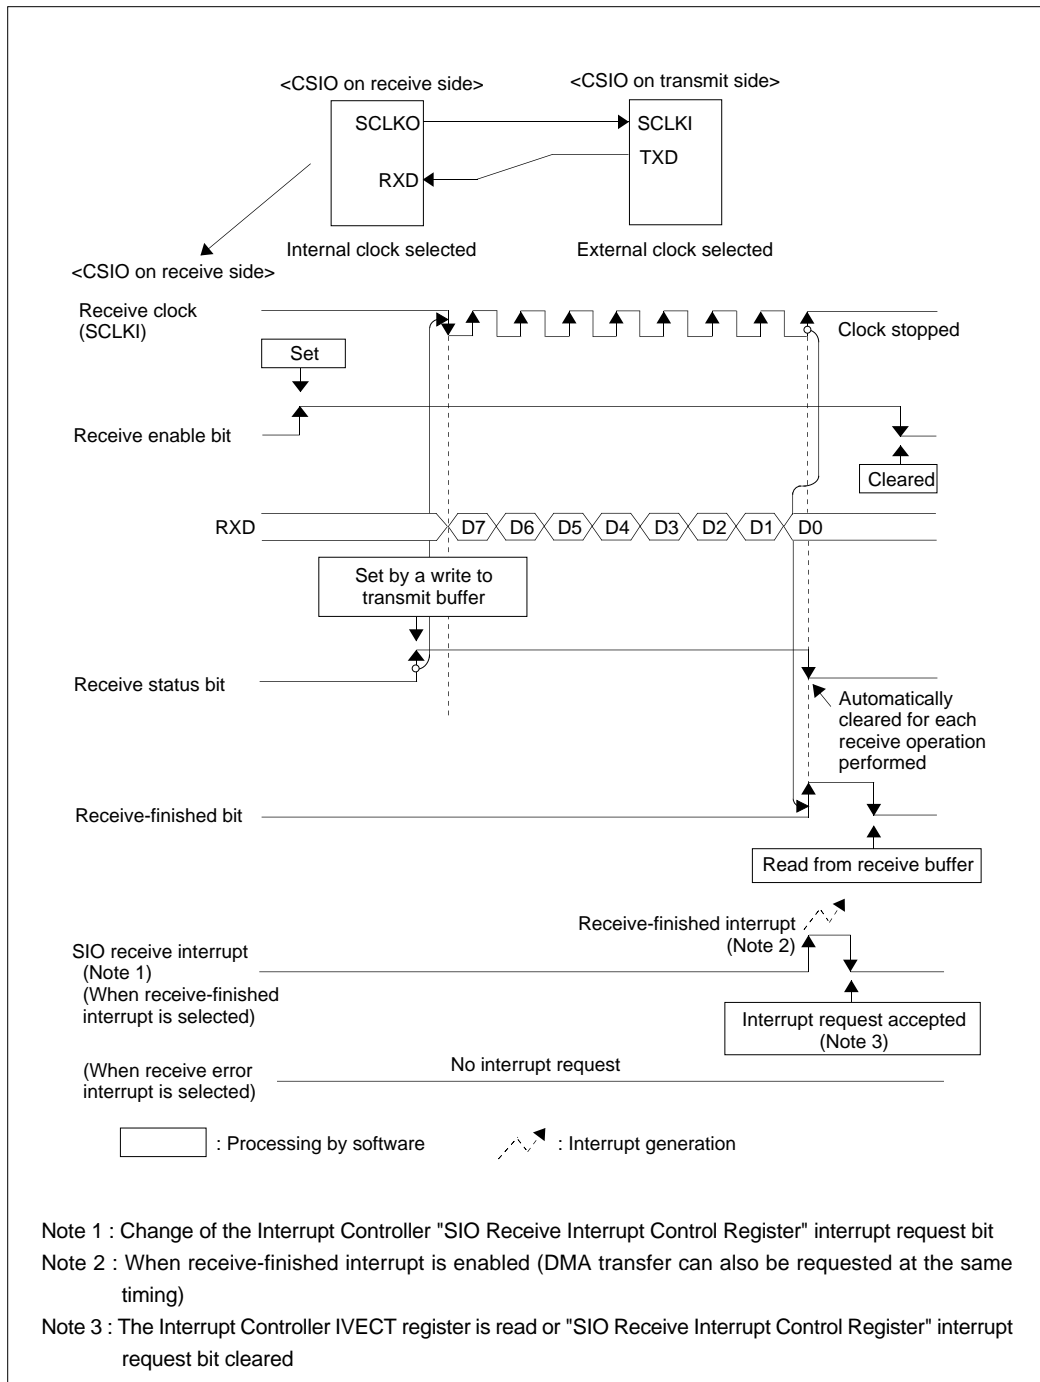 <CSIO on receive side>
<CSIO on transmit side>
SCLKO
SCLKI
TXD
RXD
Internal clock selected
External clock selected
<CSIO on receive side>
Receive clock
(SCLKI)
Clock stopped
Set
Receive enable bit
Cleared
RXD
D7
D6
D5
D4
D3
D2
D1
D0
Set by a write to
transmit buffer
Receive status bit
Automatically
cleared for each
receive operation
performed
Receive-finished bit
Read from receive buffer
Receive-finished interrupt
(Note 2)
SIO receive interrupt
(Note 1)
(When receive-finished
interrupt is selected)
Interrupt request accepted
(Note 3)
(When receive error
interrupt is selected)
No interrupt request
: Processing by software
: Interrupt generation
Note 1 : Change of the Interrupt Controller "SIO Receive Interrupt Control Register" interrupt request bit
Note 2 : When receive-finished interrupt is enabled (DMA transfer can also be requested at the same
timing)
Note 3 : The Interrupt Controller IVECT register is read or "SIO Receive Interrupt Control Register" interrupt
request bit cleared